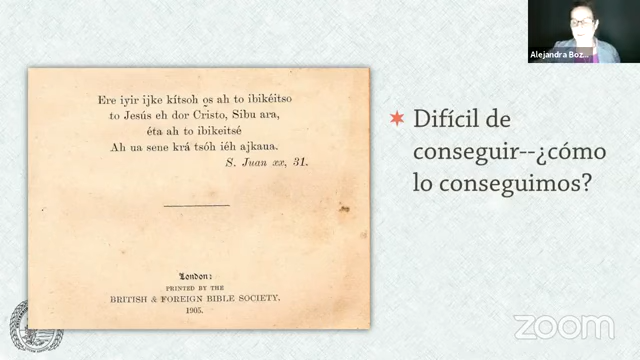 Alejandra Boz...
Ere iyir ijke kítsoh os ah to ibikéitso
to Jesús eh dor Cristo, Sibu ara,
éta ah to ibikeitsé
Ah ua sene krá tsóh iéh ajkaua.
S. Juan xx, 31.
London:
PRINTED BY THE
BRITISH & FOREIGN BIBLE SOCIETY.
1905.
Difícil de
conseguir--¿cómo
lo conseguimos?
zoom